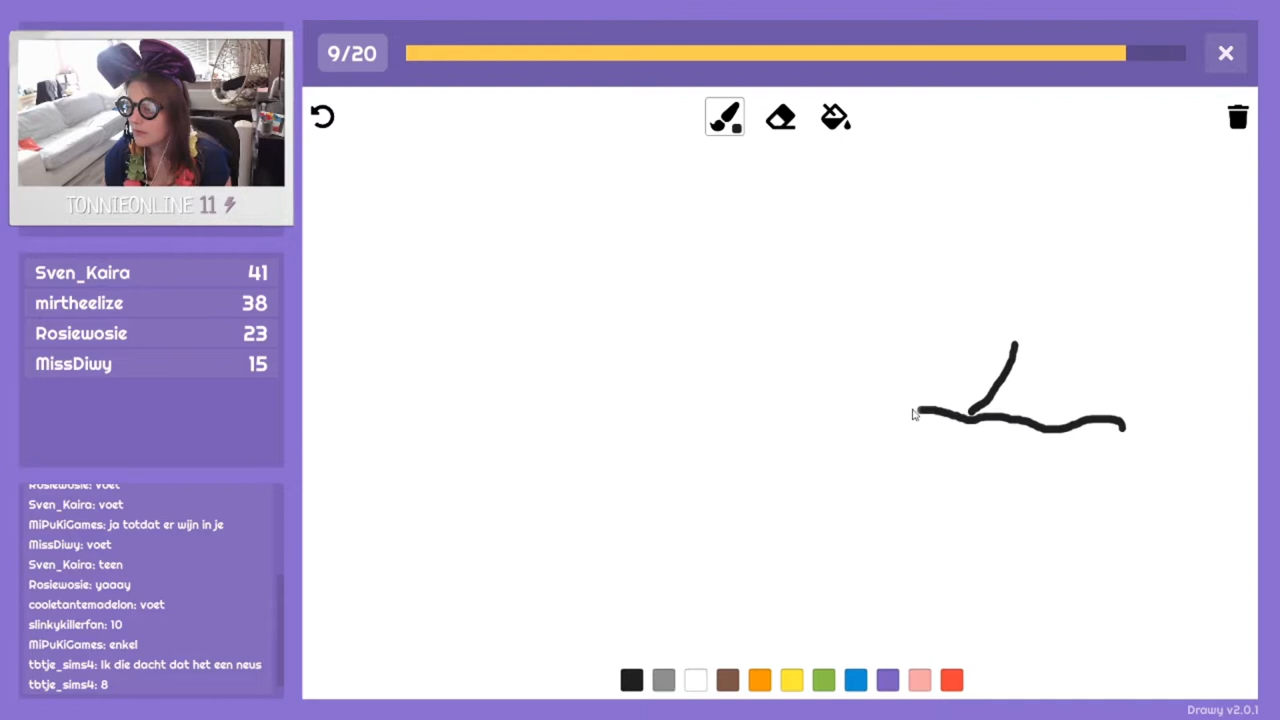 9/20
TONNIEONLINE 11
Sven_Kaira 41
mirtheelize 38
Rosiewosie 23
MissDiwy 15
Rosiewosie: voet
Sven_Kaira: voet
MiPuKiGames: ja totdat er wijn in je
MissDiwy: voet
Sven_Kaira: teen
Rosiewosie: yaaay
cooletantemadelon: voet
slinkykillerfan: 10
MiPuKiGames: enkel
tbtje_sims4: Ik die dacht dat het een neus
tbtje_sims4: 8
Drawy v2.0.1